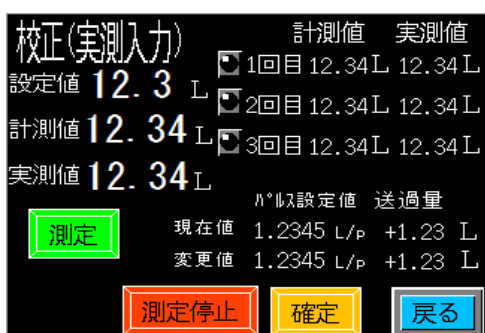 校正(実測入力)
計測値 実測値
設定値 12.3 L
1回目 12.34L 12.34L
2回目 12.34L 12.34L
計測値 12.34 L
3回目 12.34L 12.34L
実測値 12.34 L
パルス設定値 送過量
測定
現在値 1.2345 L/P +1.23 L
変更値 1.2345 L/P +1.23 L
測定停止 確定 戻る